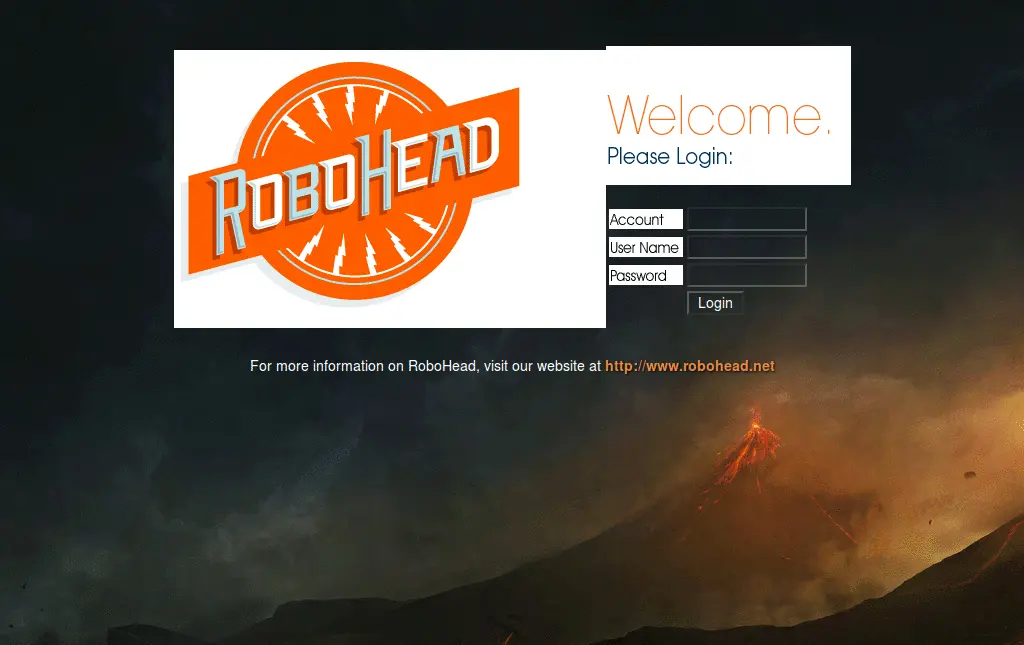 ROBOHEAD
Welcome.
Please Login:
Account
User Name
Password
Login
For more information on RoboHead, visit our website at http://www.robohead.net